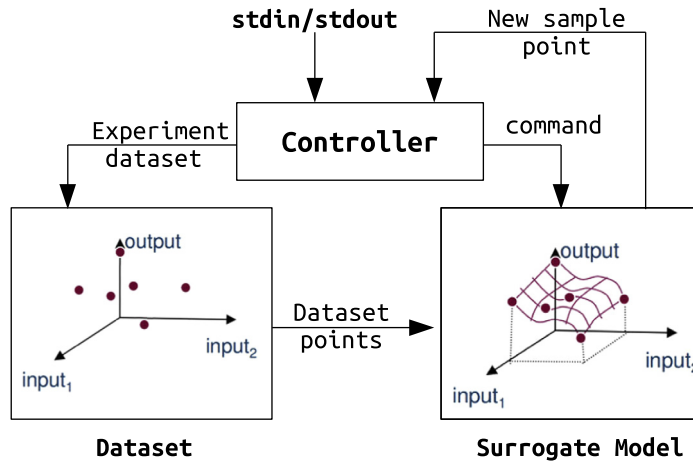 stdin/stdout
New sample
point
Experiment
dataset
Controller
command
output
input₂
input₁
Dataset
points
output
input₂
input₁
Dataset
Surrogate Model